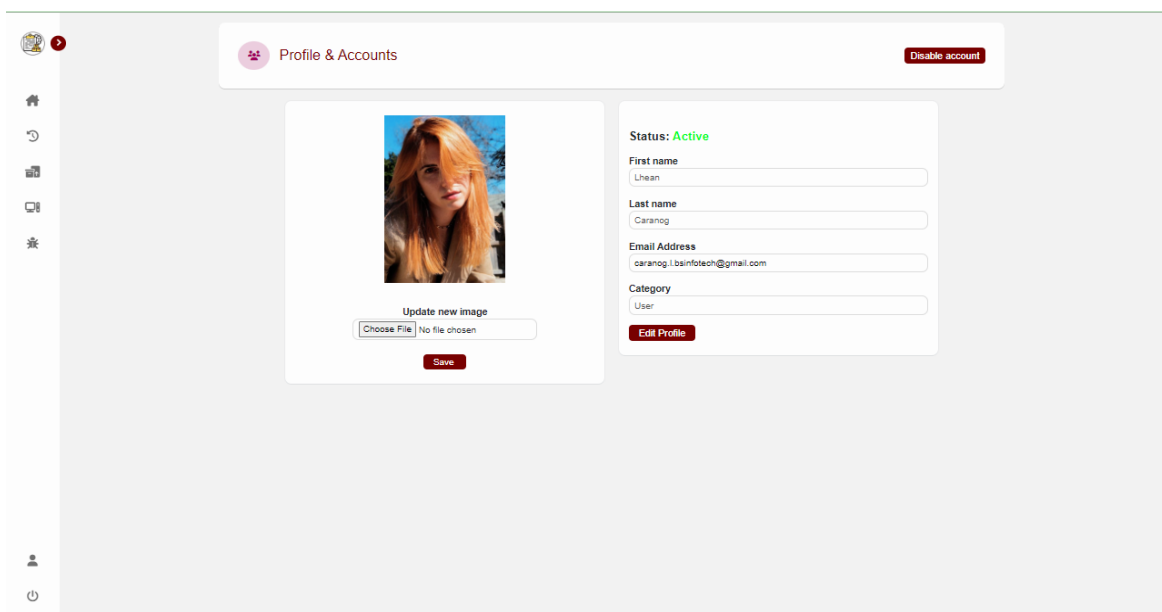 Profile & Accounts
Disable account
Update new image
Choose File No file chosen
Save
Status: Active
First name
Lhean
Last name
Caranog
Email Address
caranog.l.bsinfotech@gmail.com
Category
User
Edit Profile